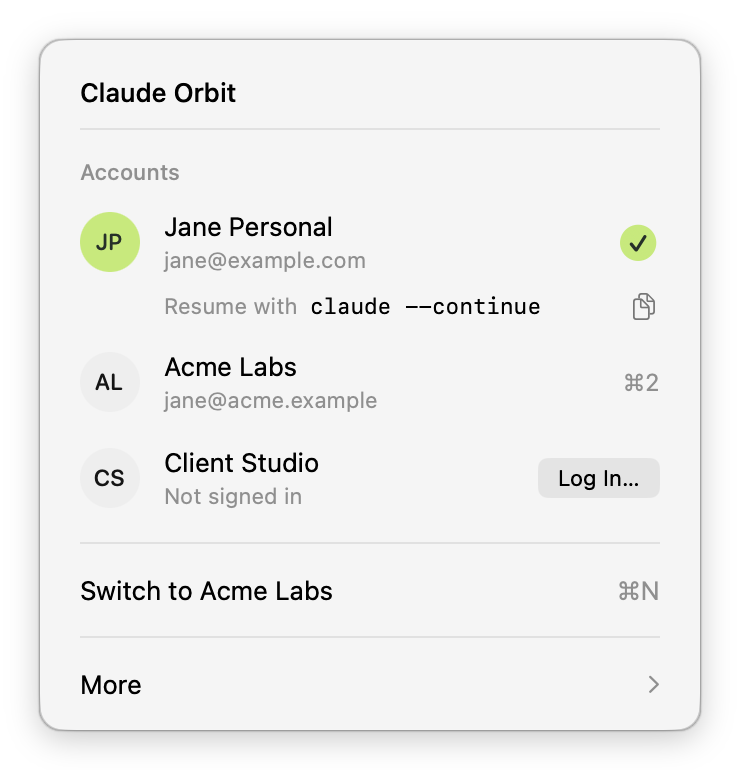 Claude Orbit
Accounts
JP
Jane Personal
jane@example.com
Resume with claude --continue
AL
Acme Labs
jane@acme.example
⌘2
CS
Client Studio
Not signed in
Log In...
Switch to Acme Labs ⌘N
More